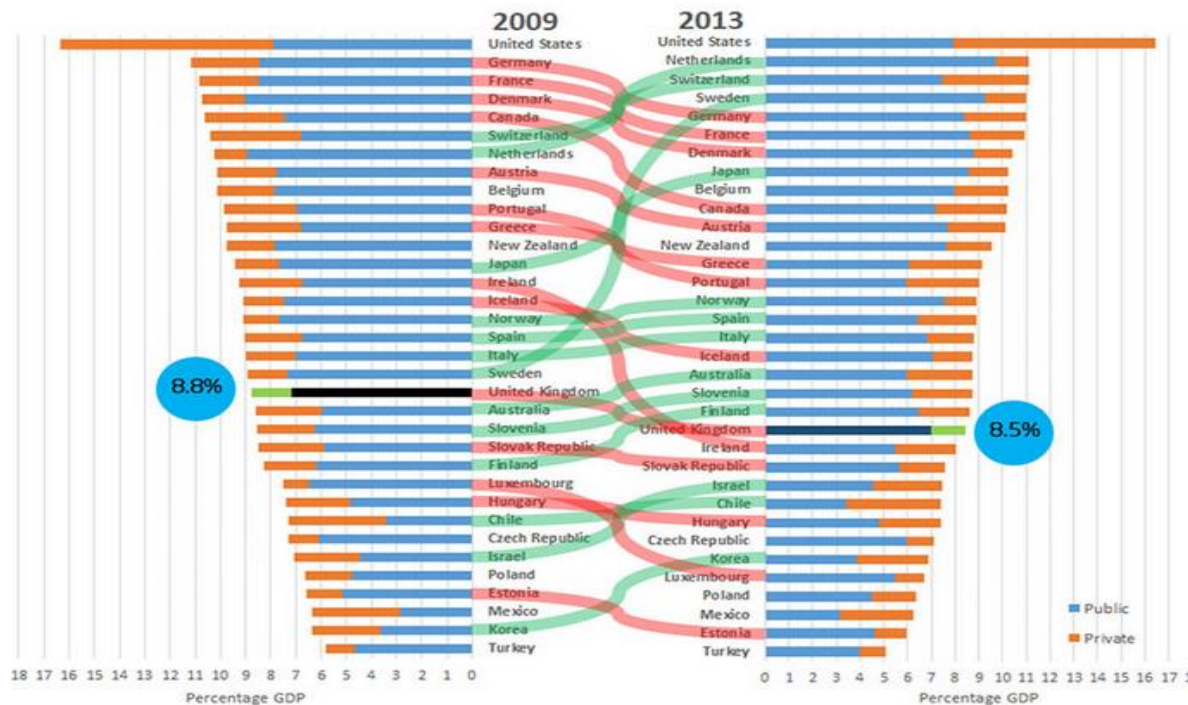 2009
United States
Germany
France
Denmark
Canada
Switzerland
Netherlands
Austria
Belgium
Portugal
Greece
New Zealand
Japan
Ireland
Iceland
Norway
Spain
Italy
Sweden
United Kingdom
Australia
Slovenia
Slovak Republic
Finland
Luxembourg
Hungary
Chile
Czech Republic
Israel
Poland
Estonia
Mexico
Korea
Turkey
8.8%
18 17 16 15 14 13 12 11 10 9 8 7 6 5 4 3 2 1 0
Percentage GDP
2013
United States
Netherlands
Switzerland
Sweden
Germany
France
Denmark
Japan
Belgium
Canada
Austria
New Zealand
Greece
Portugal
Norway
Spain
Italy
Iceland
Australia
Slovenia
Finland
United Kingdom
Ireland
Slovak Republic
Israel
Chile
Hungary
Czech Republic
Korea
Luxembourg
Poland
Mexico
Estonia
Turkey
8.5%
Public
Private
0 1 2 3 4 5 6 7 8 9 10 11 12 13 14 15 16 17
Percentage GDP